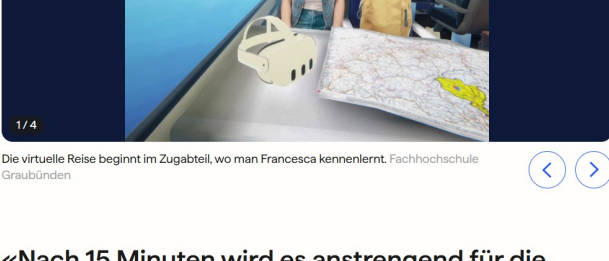 1/4
Die virtuelle Reise beginnt im Zugabteil, wo man Francesca kennenlernt. Fachhochschule
Graubünden
«Nach 15 Minuten wird es anstrengend für die